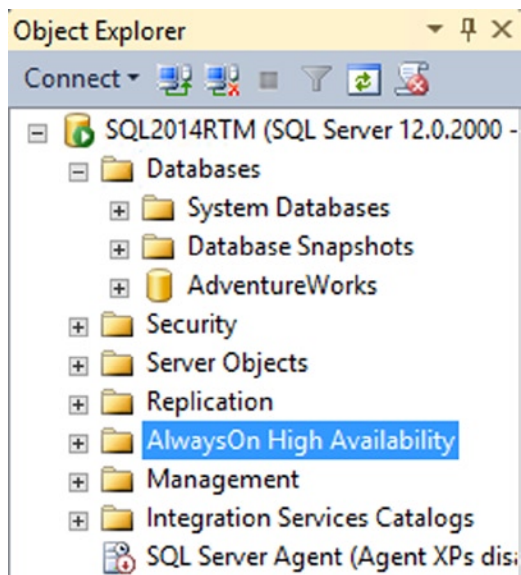 Object Explorer
Connect
SQL2014RTM (SQL Server 12.0.2000 -
Databases
System Databases
Database Snapshots
AdventureWorks
Security
Server Objects
Replication
AlwaysOn High Availability
Management
Integration Services Catalogs
SQL Server Agent (Agent XPs